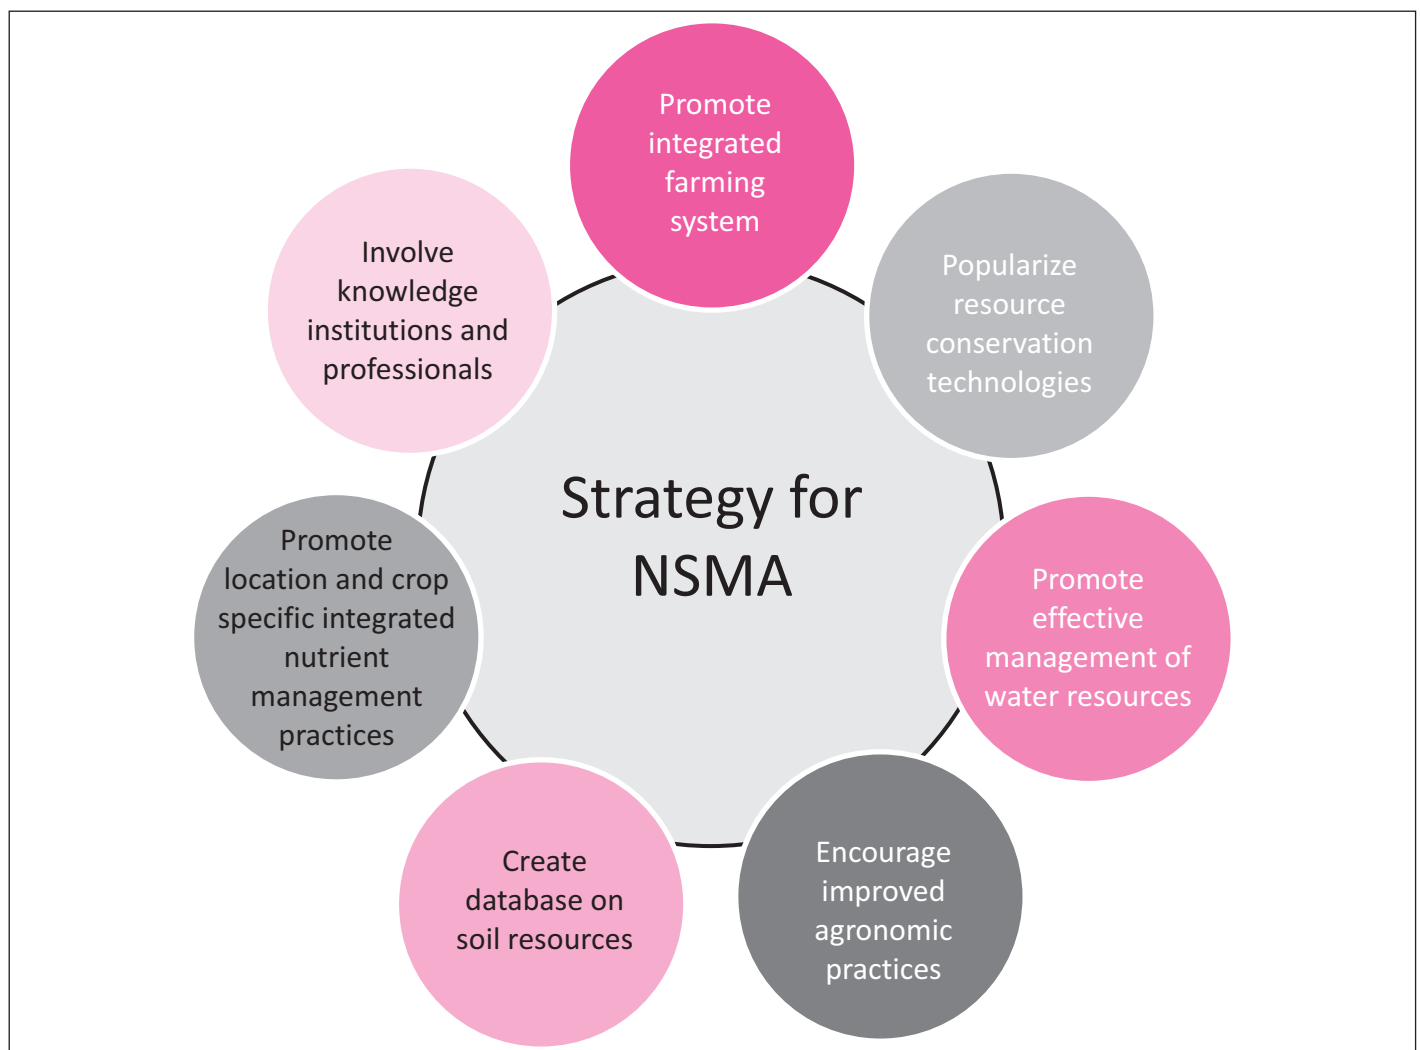 Promote
integrated
farming
system
Popularize
resource
conservation
technologies
Promote
effective
management of
water resources
Encourage
improved
agronomic
practices
Create
database on
soil resources
Promote
location and crop
specific integrated
nutrient
management
practices
Involve
knowledge
institutions and
professionals
Strategy for
NSMA